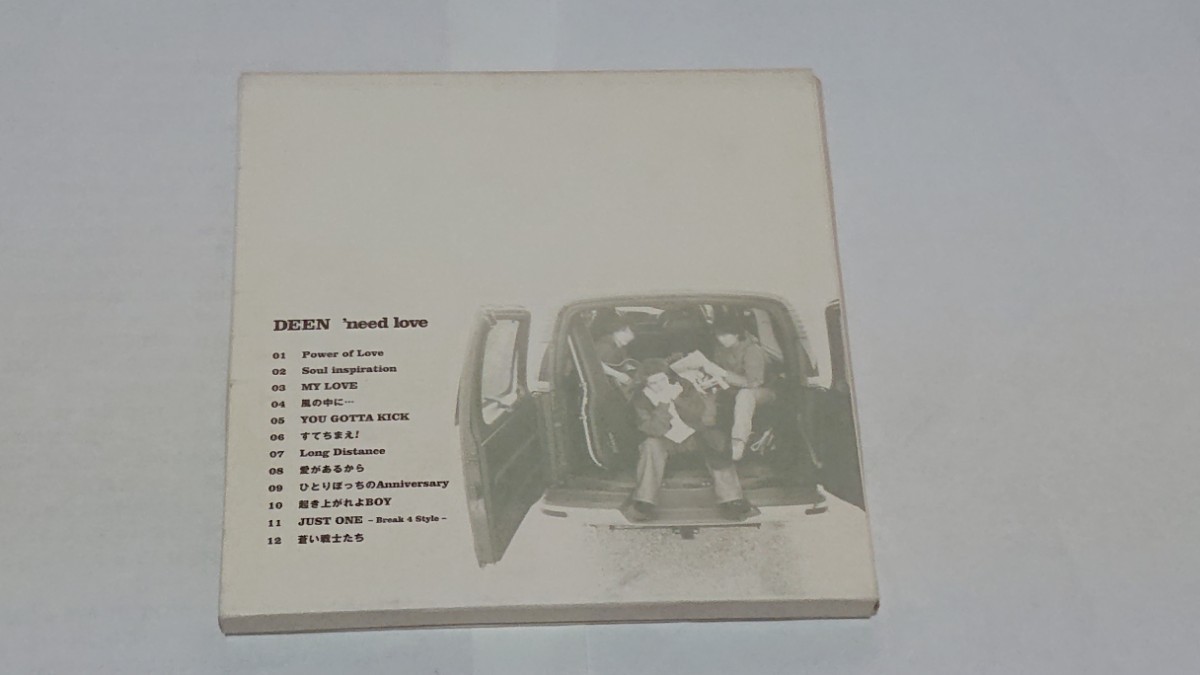 DEEN 'need love
01 Power of Love
02 Soul inspiration
03 MY LOVE
04 風の中に…
05 YOU GOTTA KICK
06 すてちまえ!
07 Long Distance
08 愛があるから
09 ひとりぼっちのAnniversary
10 起き上がれよBOY
11 JUST ONE – Break 4 Style –
12 蒼い戦士たち